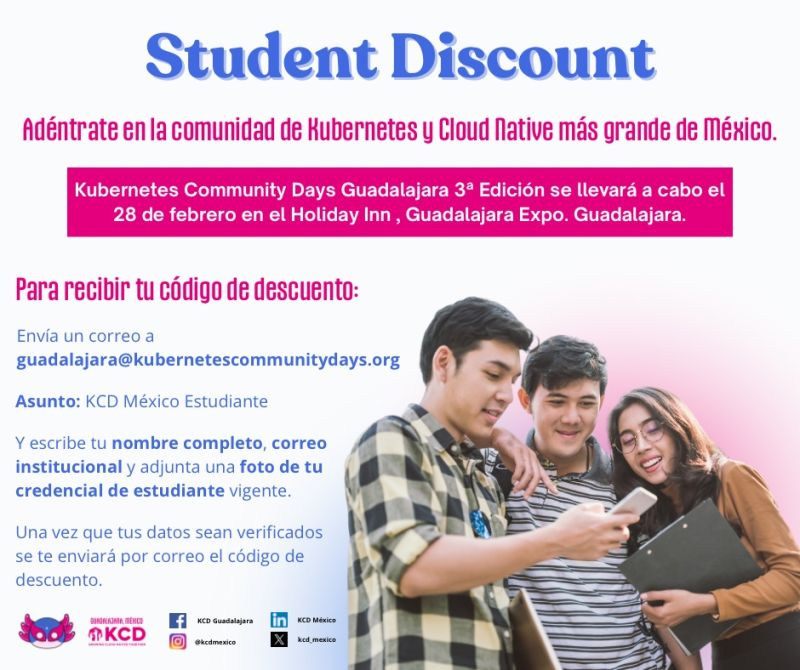 Student Discount
Adéntrate en la comunidad de Kubernetes y Cloud Native más grande de México.
Kubernetes Community Days Guadalajara 3ª Edición se llevará a cabo el
28 de febrero en el Holiday Inn , Guadalajara Expo. Guadalajara.
Para recibir tu código de descuento:
Envía un correo a
guadalajara@kubernetescommunitydays.org
Asunto: KCD México Estudiante
Y escribe tu nombre completo, correo
institucional y adjunta una foto de tu
credencial de estudiante vigente.
Una vez que tus datos sean verificados
se te enviará por correo el código de
descuento.
GUADALAJARA, MÉXICO
KCD
KCD Guadalajara
@kcdmexico
KCD México
kcd_mexico